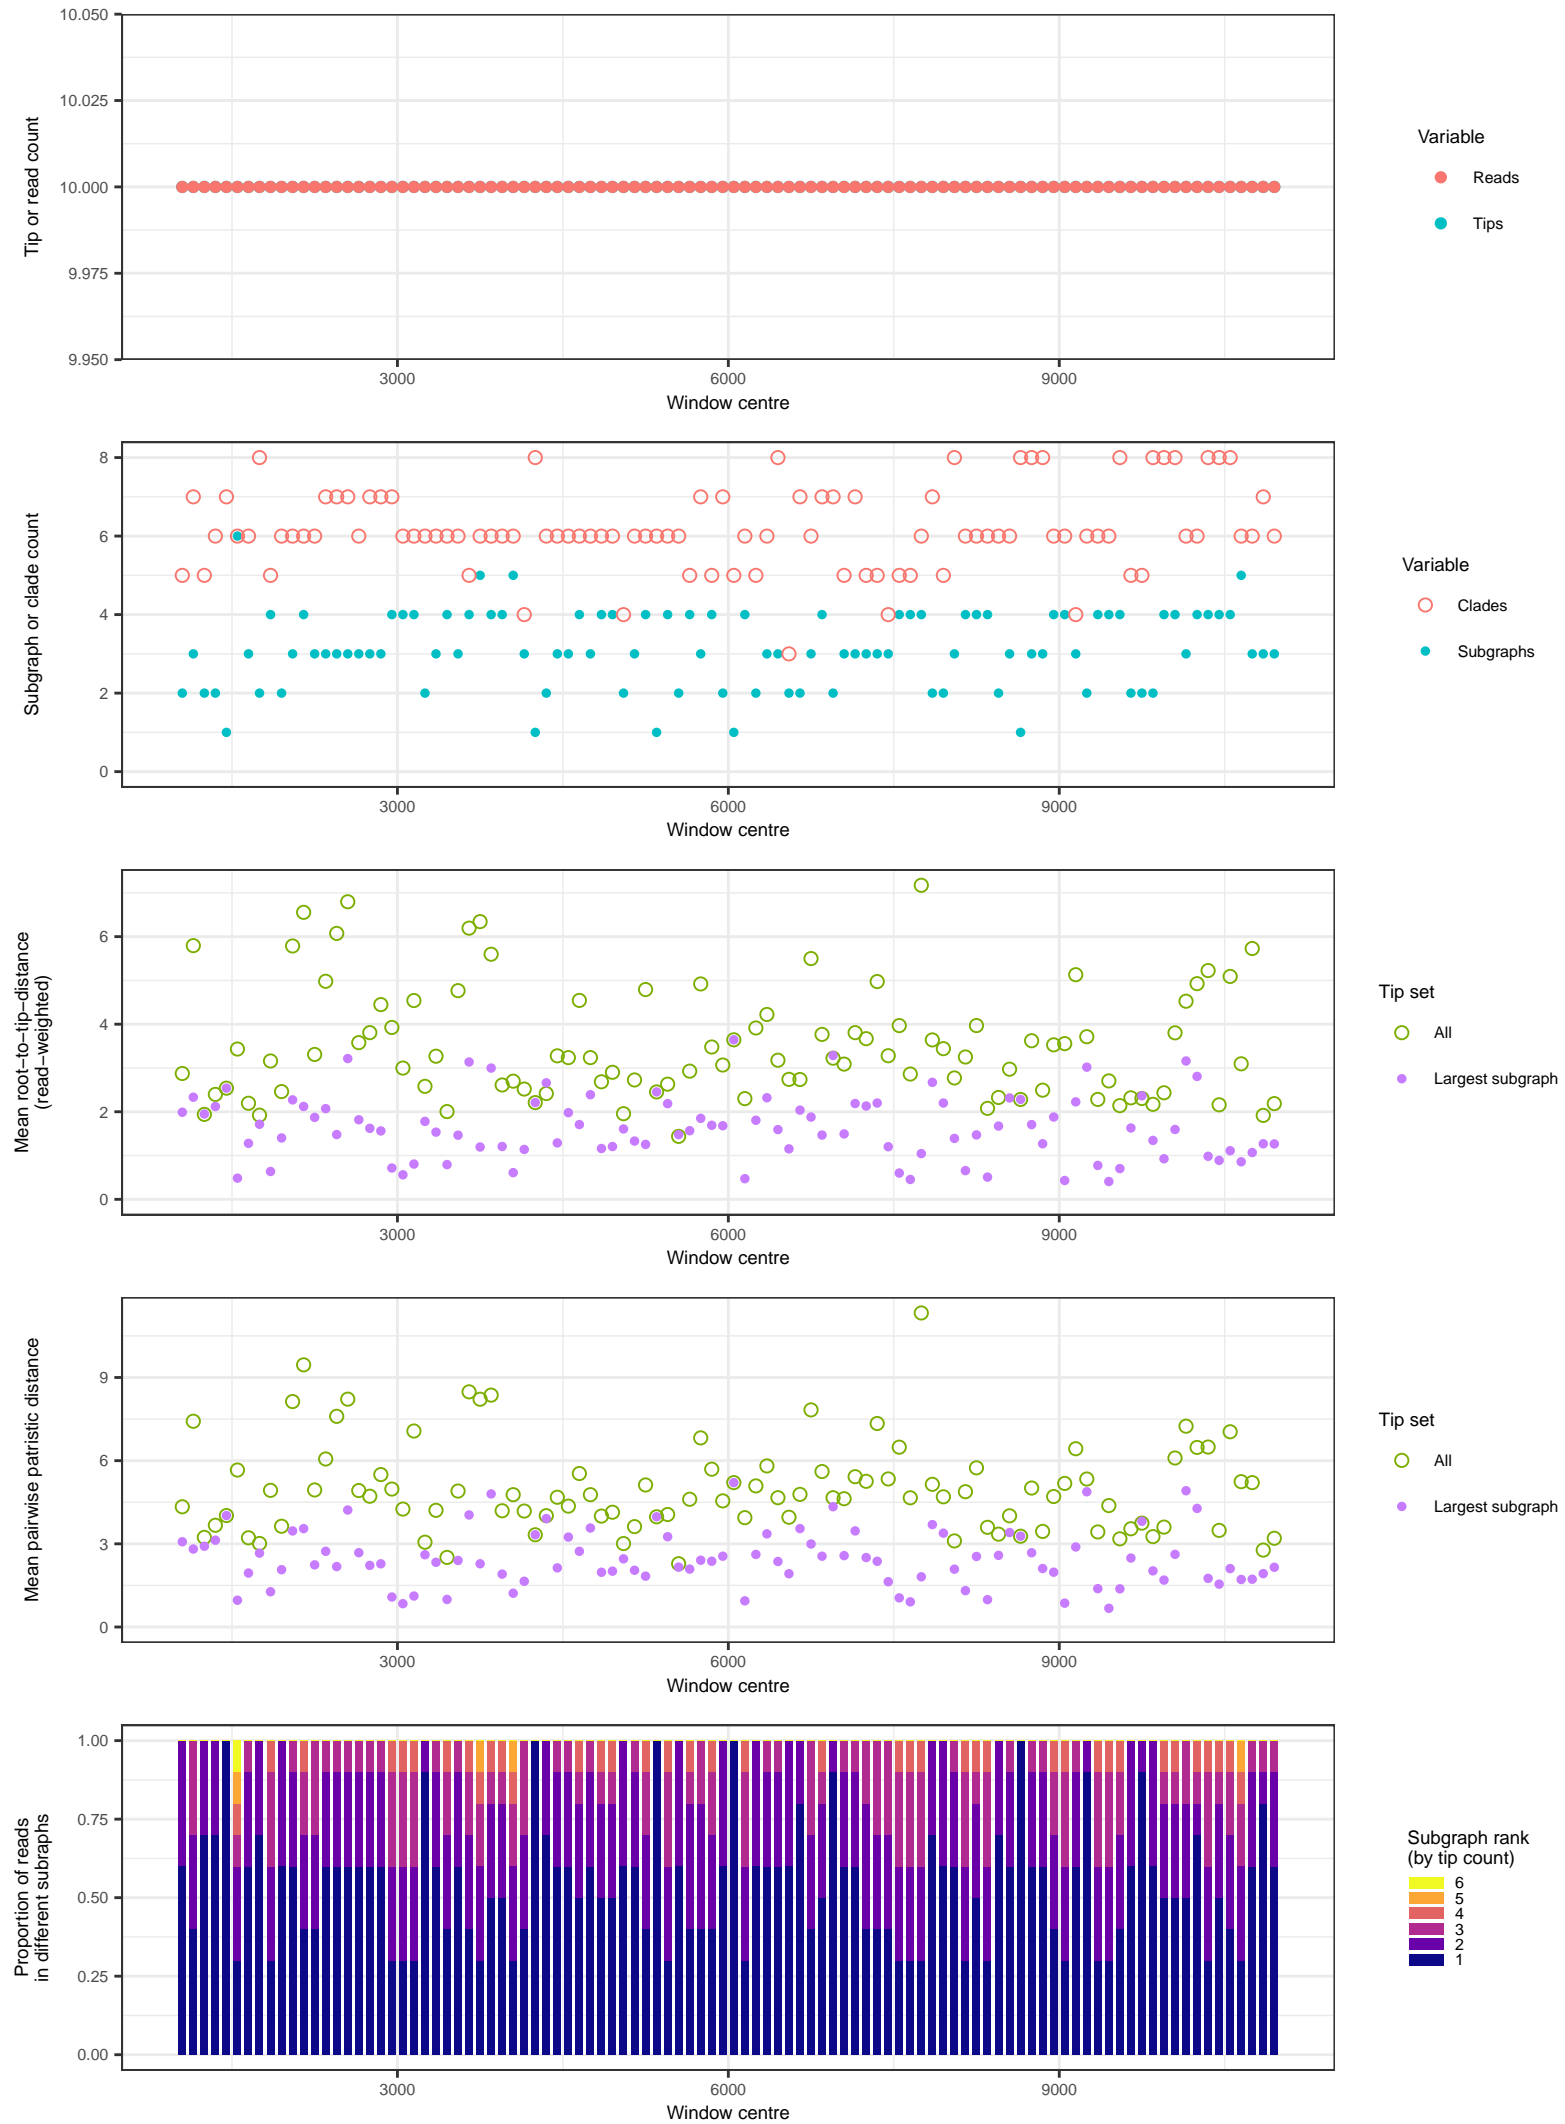 10.050
10.025
10.000
9.975
9.950
Tip or read count
3000 6000 9000
Window centre
Variable
Reads
Tips
8
6
4
2
0
Subgraph or clade count
3000 6000 9000
Window centre
Variable
Clades
Subgraphs
6
4
2
0
Mean root−to−tip−distance
(read−weighted)
3000 6000 9000
Window centre
Tip set
All
Largest subgraph
9
6
3
0
Mean pairwise patristic distance
3000 6000 9000
Window centre
Tip set
All
Largest subgraph
1.00
0.75
0.50
0.25
0.00
Proportion of reads
in different subraphs
3000 6000 9000
Window centre
Subgraph rank
(by tip count)
6
5
4
3
2
1